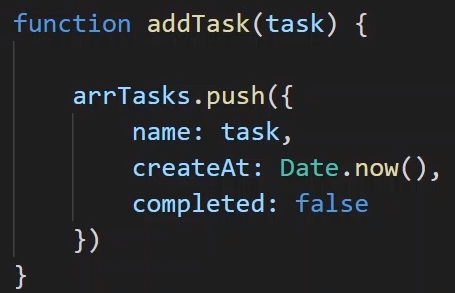 function addTask(task) {
arrTasks.push({
name: task,
createAt: Date.now(),
completed: false
})
}